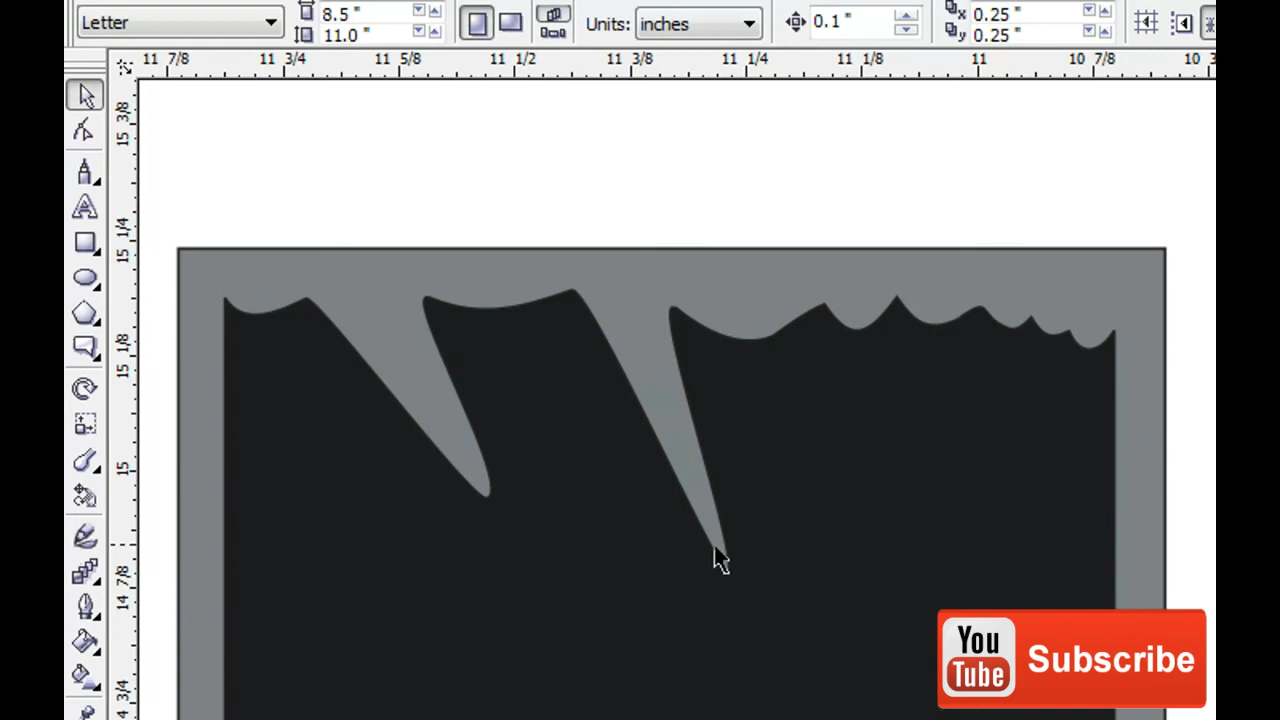 Letter 8.5 " Units: inches 0.1 " 0.25 "
11.0 " 0.25 "
11 7/8 11 3/4 11 5/8 11 1/2 11 3/8 11 1/4 11 1/8 11 10 7/8
15 3/8
15 1/4
15 1/8
15
14 7/8
3/4
You
Tube
Subscribe